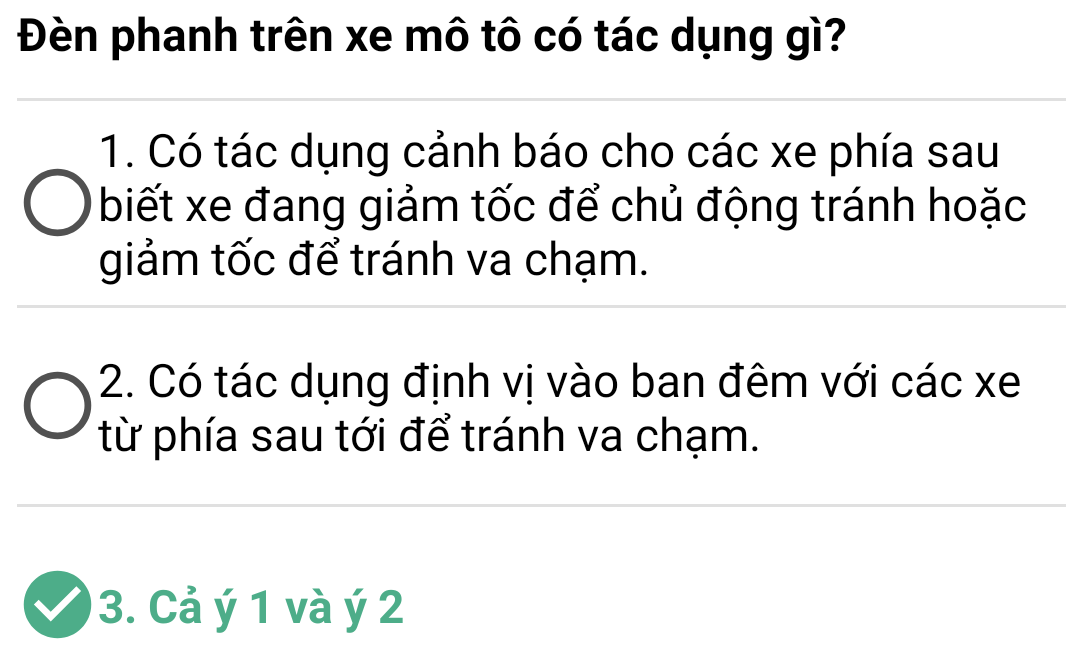 Đèn phanh trên xe mô tô có tác dụng gì?
1. Có tác dụng cảnh báo cho các xe phía sau
biết xe đang giảm tốc để chủ động tránh hoặc
giảm tốc để tránh va chạm.
2. Có tác dụng định vị vào ban đêm với các xe
từ phía sau tới để tránh va chạm.
3. Cả ý 1 và ý 2